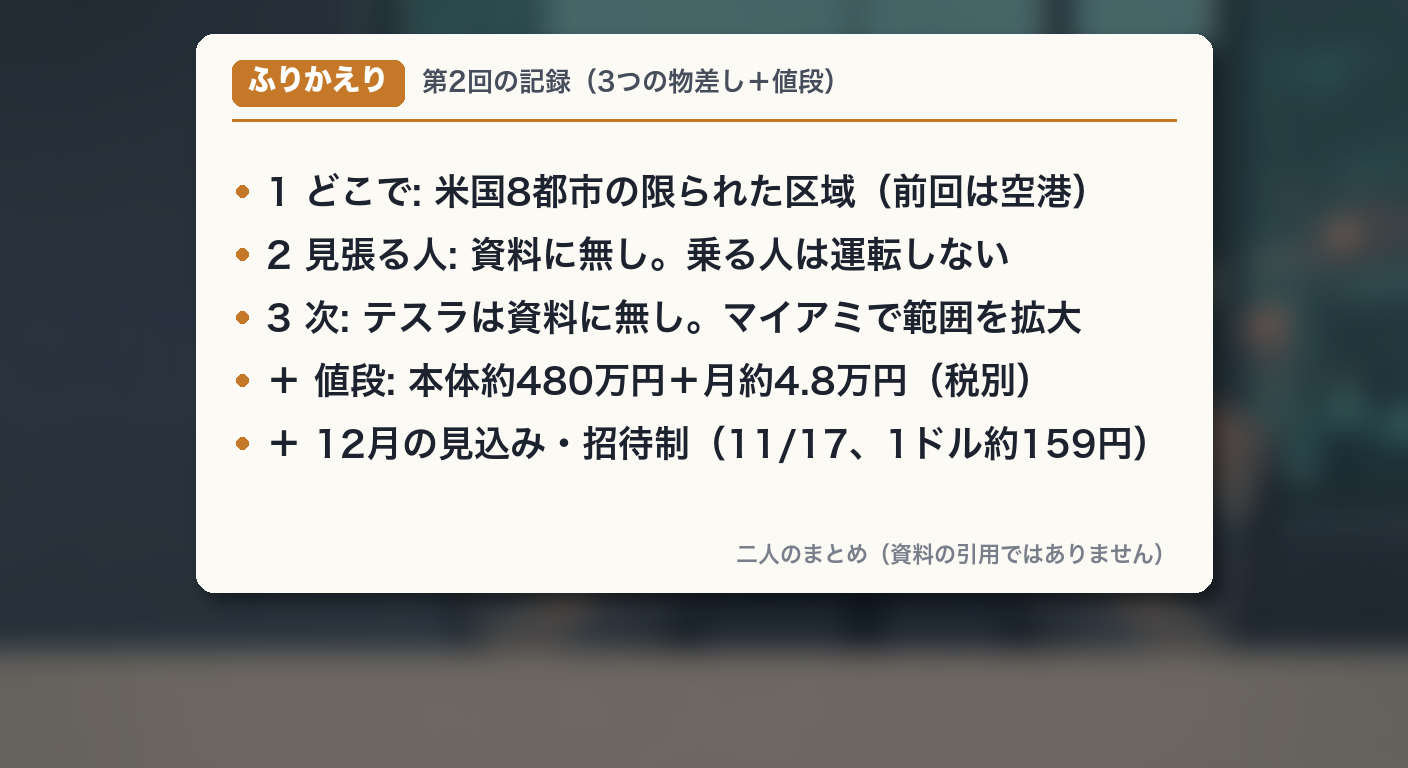 ふりかえり 第2回の記録（3つの物差し＋値段）
• 1 どこで: 米国8都市の限られた区域（前回は空港）
• 2 見張る人: 資料に無し。乗る人は運転しない
• 3 次: テスラは資料に無し。マイアミで範囲を拡大
• ＋ 値段: 本体約480万円＋月約4.8万円（税別）
• ＋ 12月の見込み・招待制（11/17、1ドル約159円）
二人のまとめ（資料の引用ではありません）